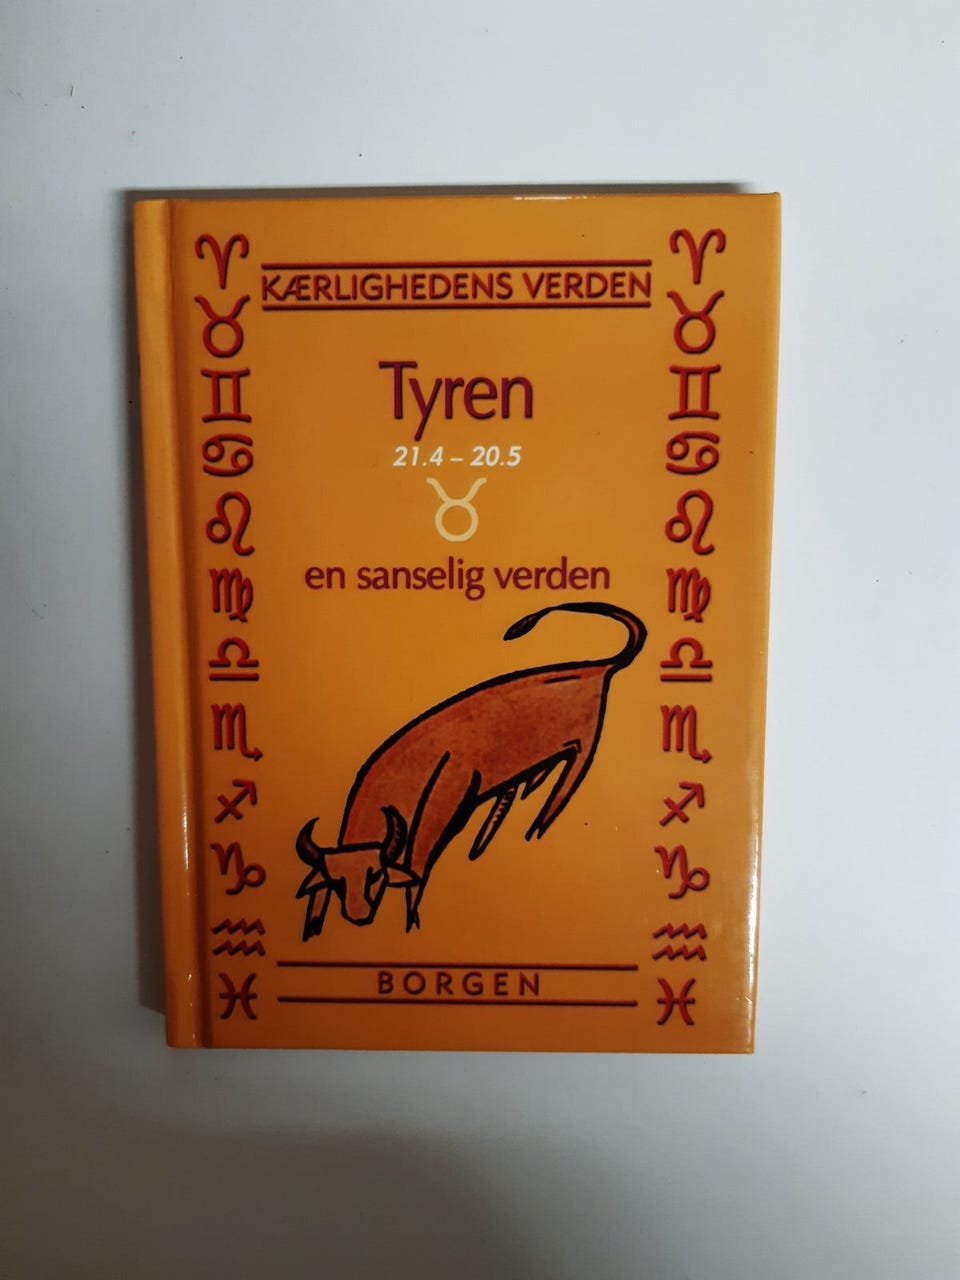 KÆRLIGHEDENS VERDEN
Tyren
21.4 – 20.5
♉
en sanselig verden
BORGEN
♈ ♈
♉ ♉
♊ ♊
♋ ♋
♌ ♌
♍ ♍
♎ ♎
♏ ♏
♐ ♐
♑ ♑
♒ ♒
♓ ♓